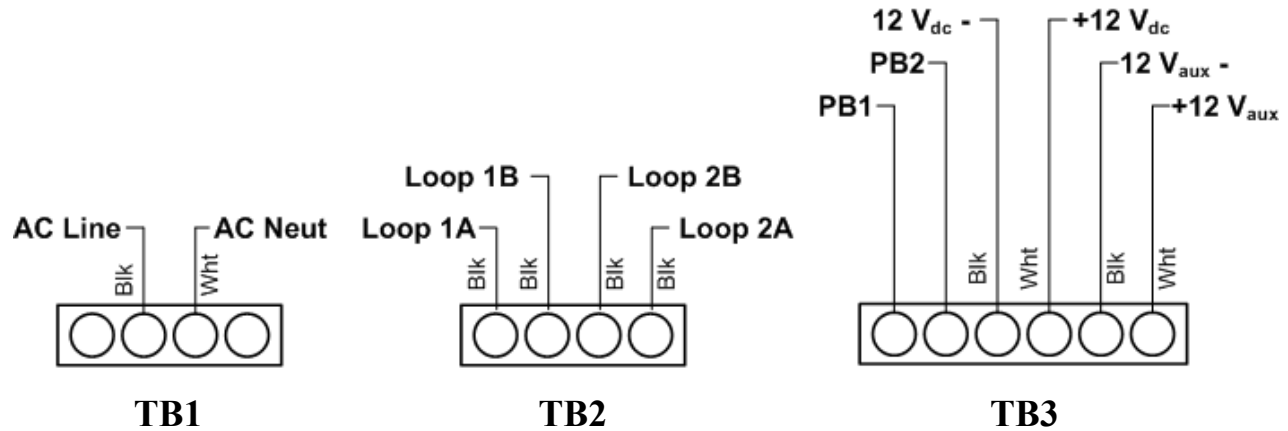 12 Vdc -
+12 Vdc
PB2
12 Vaux -
PB1
+12 Vaux
Loop 1B
Loop 2B
AC Line
AC Neut
Loop 1A
Loop 2A
Blk
Wht
Blk
Blk
Blk
Blk
Blk
Wht
Blk
Wht
TB1
TB2
TB3